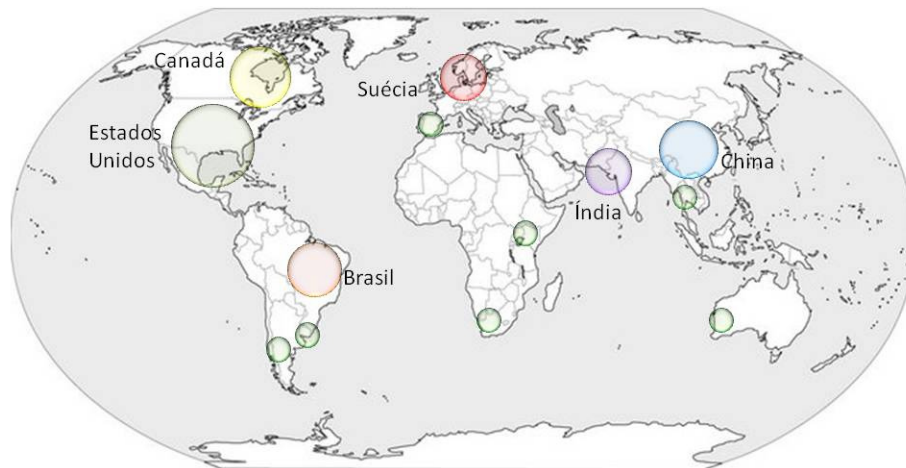 Canadá
Suécia
Estados
Unidos
China
Índia
Brasil